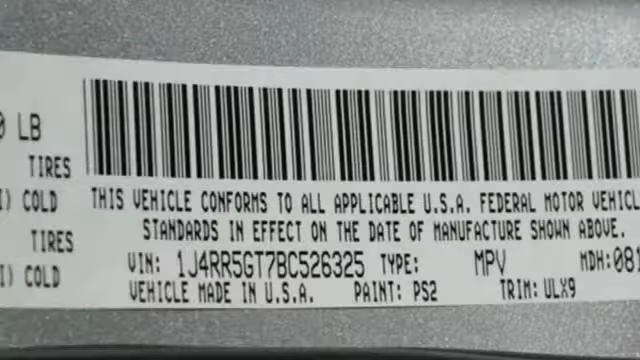 0 LB
TIRES
I) COLD
TIRES
I) COLD
THIS VEHICLE CONFORMS TO ALL APPLICABLE U.S.A. FEDERAL MOTOR VEHICL
STANDARDS IN EFFECT ON THE DATE OF MANUFACTURE SHOWN ABOVE.
VIN: 1J4RR5GT7BC526325 TYPE: MPV MDH:081
VEHICLE MADE IN U.S.A. PAINT: PS2 TRIM: ULX9